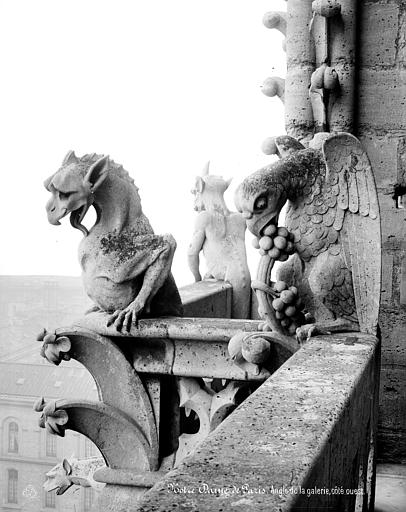 Notre Dame de Paris. Angle de la galerie, côté ouest.